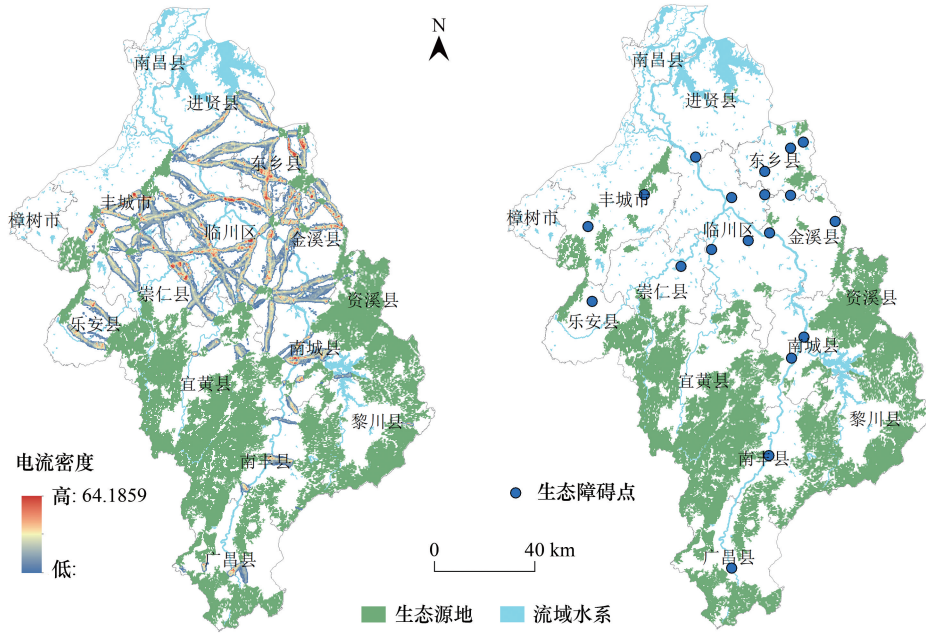 N
南昌县
进贤县
东乡县
丰城市
樟树市
临川区
金溪县
崇仁县
资溪县
乐安县
南城县
宜黄县
黎川县
南丰县
广昌县
电流密度
高: 64.1859
低:
南昌县
进贤县
东乡县
丰城市
樟树市
临川区
金溪县
崇仁县
资溪县
乐安县
南城县
宜黄县
黎川县
南丰县
广昌县
生态障碍点
0 40 km
生态源地 流域水系